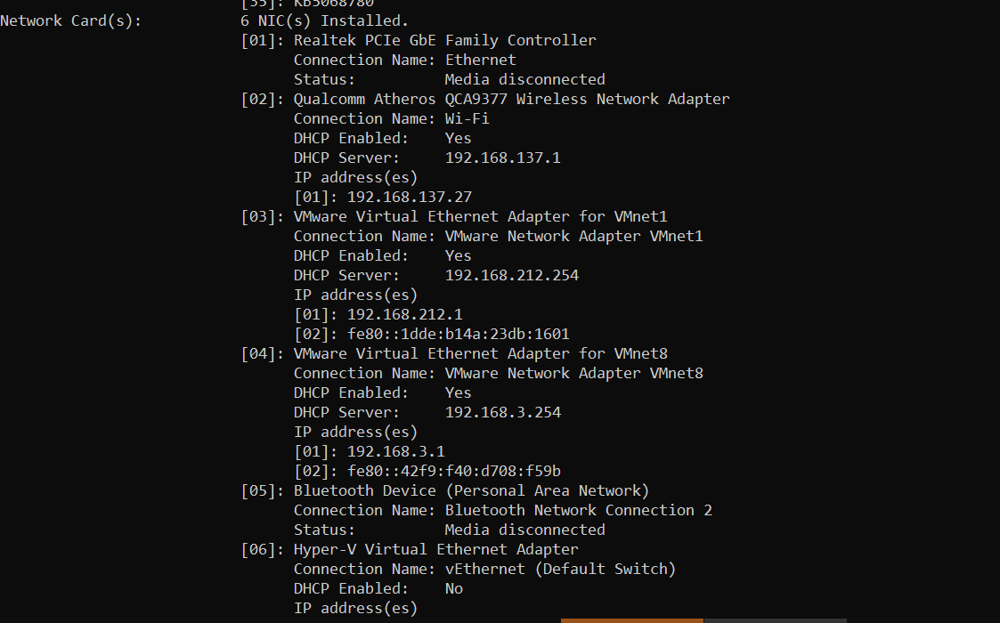 [35]: KB5068780
Network Card(s): 6 NIC(s) Installed.
[01]: Realtek PCIe GbE Family Controller
Connection Name: Ethernet
Status: Media disconnected
[02]: Qualcomm Atheros QCA9377 Wireless Network Adapter
Connection Name: Wi-Fi
DHCP Enabled: Yes
DHCP Server: 192.168.137.1
IP address(es)
[01]: 192.168.137.27
[03]: VMware Virtual Ethernet Adapter for VMnet1
Connection Name: VMware Network Adapter VMnet1
DHCP Enabled: Yes
DHCP Server: 192.168.212.254
IP address(es)
[01]: 192.168.212.1
[02]: fe80::1dde:b14a:23db:1601
[04]: VMware Virtual Ethernet Adapter for VMnet8
Connection Name: VMware Network Adapter VMnet8
DHCP Enabled: Yes
DHCP Server: 192.168.3.254
IP address(es)
[01]: 192.168.3.1
[02]: fe80::42f9:f40:d708:f59b
[05]: Bluetooth Device (Personal Area Network)
Connection Name: Bluetooth Network Connection 2
Status: Media disconnected
[06]: Hyper-V Virtual Ethernet Adapter
Connection Name: vEthernet (Default Switch)
DHCP Enabled: No
IP address(es)